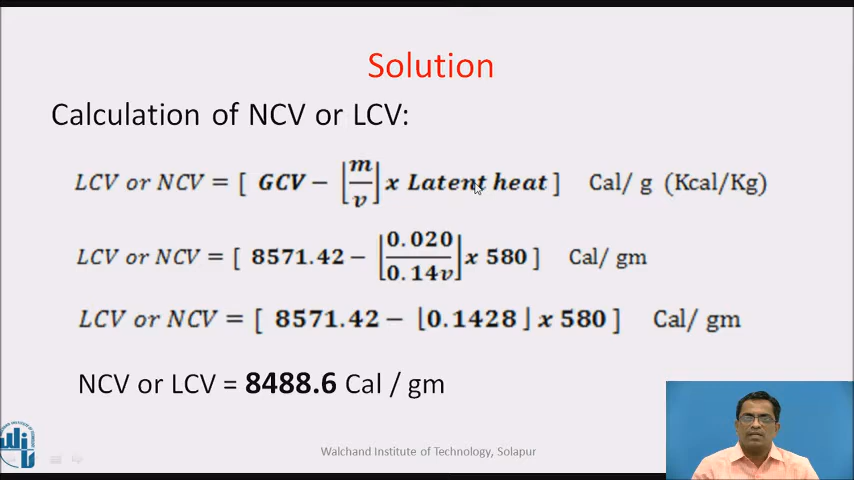 Solution
Calculation of NCV or LCV:
LCV or NCV = [ GCV − ⌊m/v⌋ x Latent heat ] Cal/ g (Kcal/Kg)
LCV or NCV = [ 8571.42 − ⌊0.020/0.14v⌋ x 580 ] Cal/ gm
LCV or NCV = [ 8571.42 − ⌊0.1428⌋ x 580 ] Cal/ gm
NCV or LCV = 8488.6 Cal / gm
Walchand Institute of Technology, Solapur